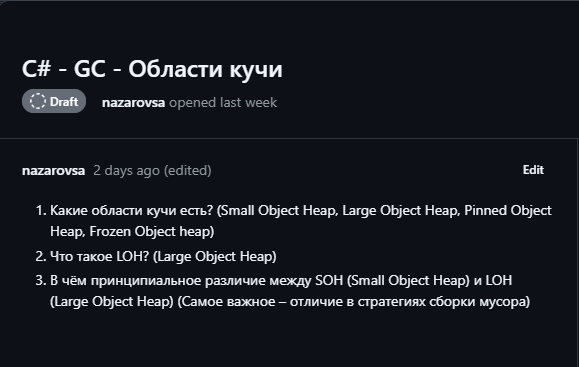 C# - GC - Области кучи
Draft nazarovsa opened last week
nazarovsa 2 days ago (edited) Edit
1. Какие области кучи есть? (Small Object Heap, Large Object Heap, Pinned Object
Heap, Frozen Object heap)
2. Что такое LOH? (Large Object Heap)
3. В чём принципиальное различие между SOH (Small Object Heap) и LOH
(Large Object Heap) (Самое важное – отличие в стратегиях сборки мусора)